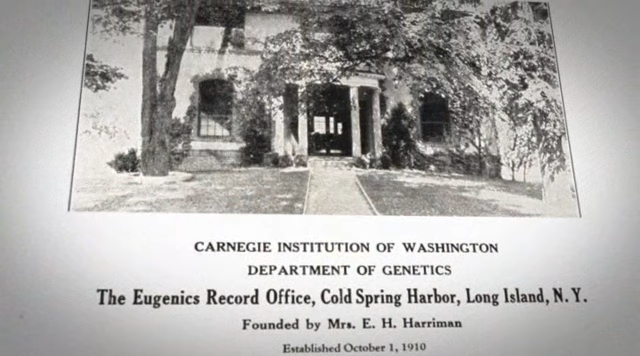 CARNEGIE INSTITUTION OF WASHINGTON
DEPARTMENT OF GENETICS
The Eugenics Record Office, Cold Spring Harbor, Long Island, N.Y.
Founded by Mrs. E. H. Harriman
Established October 1, 1910